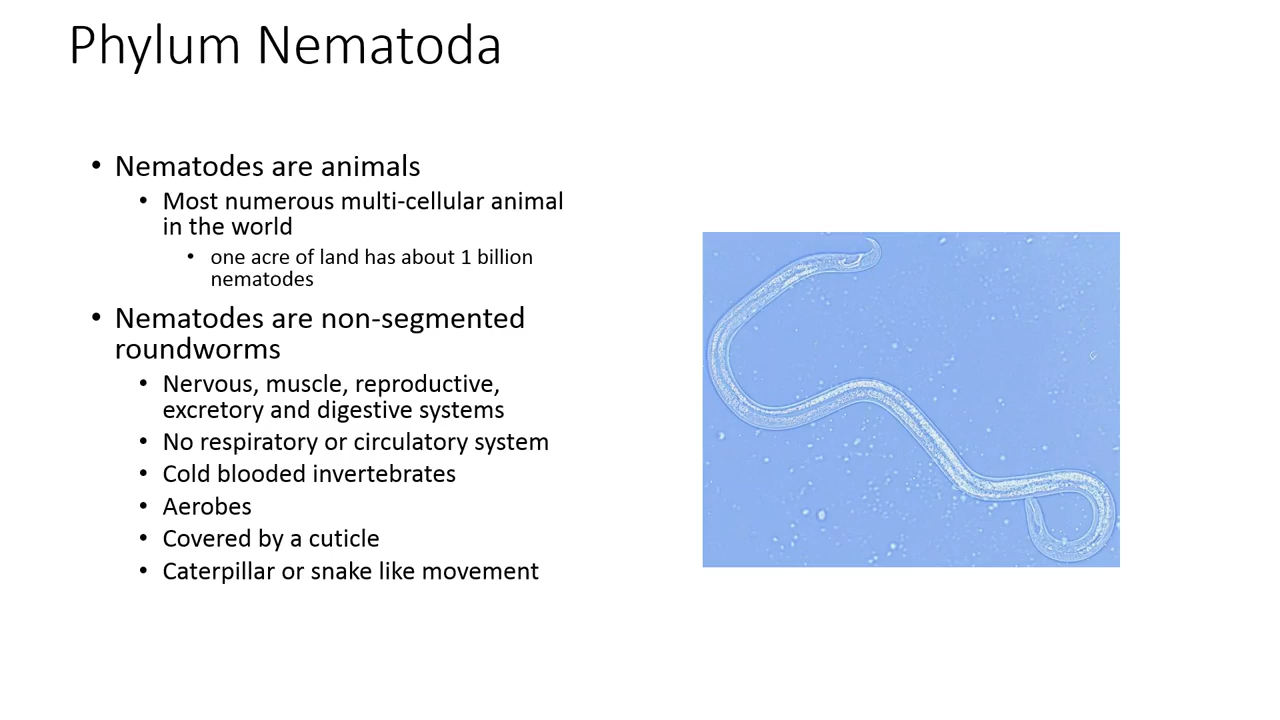 Phylum Nematoda
• Nematodes are animals
• Most numerous multi-cellular animal
in the world
• one acre of land has about 1 billion
nematodes
• Nematodes are non-segmented
roundworms
• Nervous, muscle, reproductive,
excretory and digestive systems
• No respiratory or circulatory system
• Cold blooded invertebrates
• Aerobes
• Covered by a cuticle
• Caterpillar or snake like movement